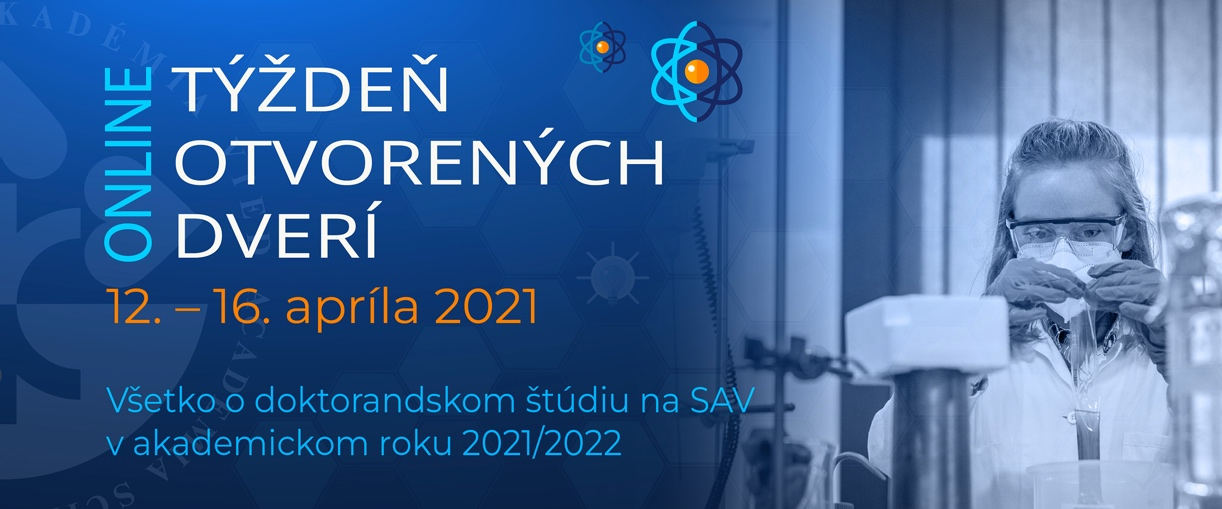 ONLINE
TÝŽDEŇ
OTVORENÝCH
DVERÍ
12. – 16. apríla 2021
Všetko o doktorandskom štúdiu na SAV
v akademickom roku 2021/2022